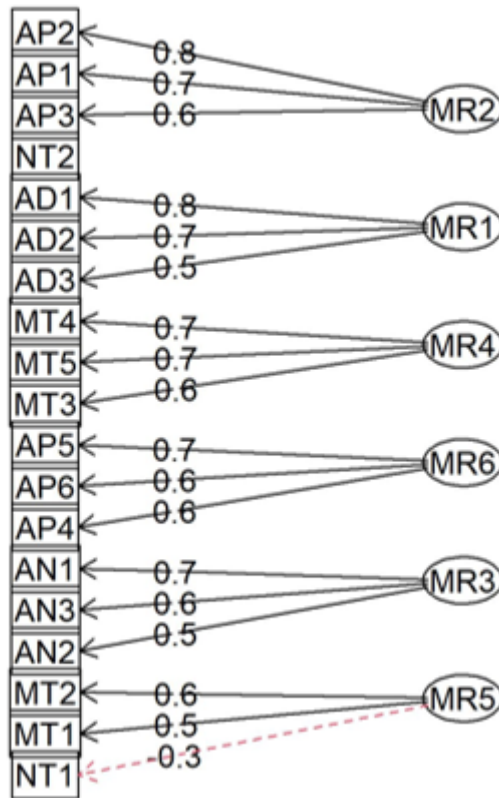 AP2
AP1
AP3
NT2
AD1
AD2
AD3
MT4
MT5
MT3
AP5
AP6
AP4
AN1
AN3
AN2
MT2
MT1
NT1
0.8
0.7
0.6
0.8
0.7
0.5
0.7
0.7
0.6
0.7
0.6
0.6
0.7
0.6
0.5
0.6
0.5
-0.3
MR2
MR1
MR4
MR6
MR3
MR5